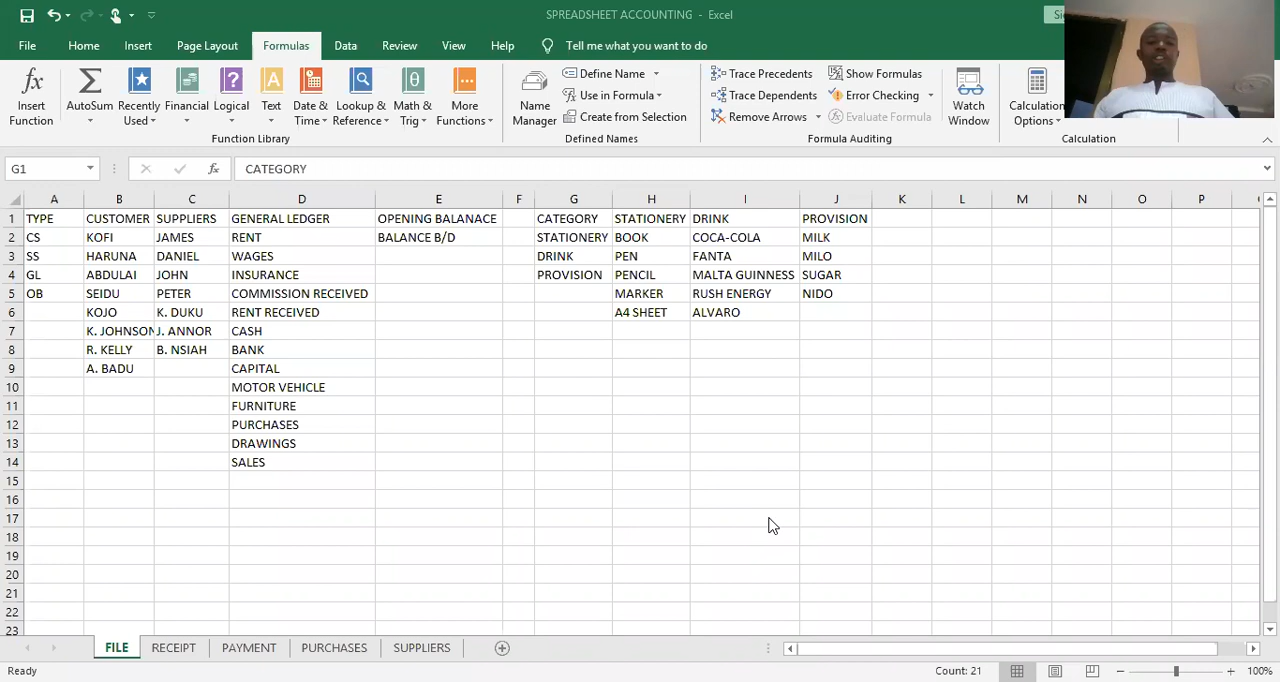 SPREADSHEET ACCOUNTING - Excel
File Home Insert Page Layout Formulas Data Review View Help Tell me what you want to do
Insert Function
AutoSum
Recently Used
Financial
Logical
Text
Date & Time
Lookup & Reference
Math & Trig
More Functions
Function Library
Name Manager
Define Name
Use in Formula
Create from Selection
Defined Names
Trace Precedents
Trace Dependents
Remove Arrows
Show Formulas
Error Checking
Evaluate Formula
Formula Auditing
Watch Window
Calculation Options
Calculation
G1 fx CATEGORY
A B C D E F G H I J K L M N O P
1 TYPE CUSTOMER SUPPLIERS GENERAL LEDGER OPENING BALANACE CATEGORY STATIONERY DRINK PROVISION
2 CS KOFI JAMES RENT BALANCE B/D STATIONERY BOOK COCA-COLA MILK
3 SS HARUNA DANIEL WAGES DRINK PEN FANTA MILO
4 GL ABDULAI JOHN INSURANCE PROVISION PENCIL MALTA GUINNESS SUGAR
5 OB SEIDU PETER COMMISSION RECEIVED MARKER RUSH ENERGY NIDO
6 KOJO K. DUKU RENT RECEIVED A4 SHEET ALVARO
7 K. JOHNSON J. ANNOR CASH
8 R. KELLY B. NSIAH BANK
9 A. BADU CAPITAL
10 MOTOR VEHICLE
11 FURNITURE
12 PURCHASES
13 DRAWINGS
14 SALES
15
16
17
18
19
20
21
22
23
FILE RECEIPT PAYMENT PURCHASES SUPPLIERS
Ready Count: 21 100%